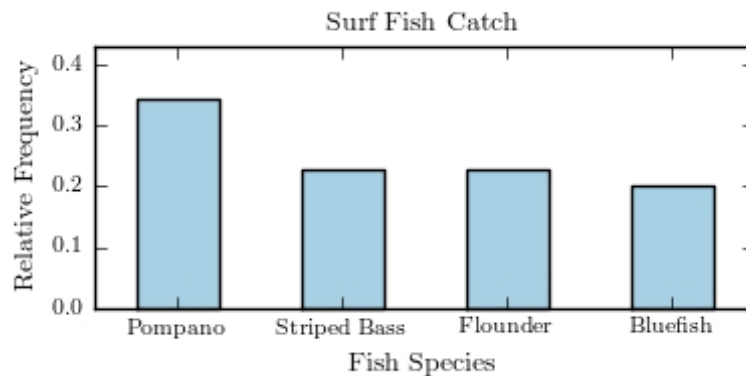 Surf Fish Catch
Relative Frequency
0.4
0.3
0.2
0.1
0.0
Pompano Striped Bass Flounder Bluefish
Fish Species